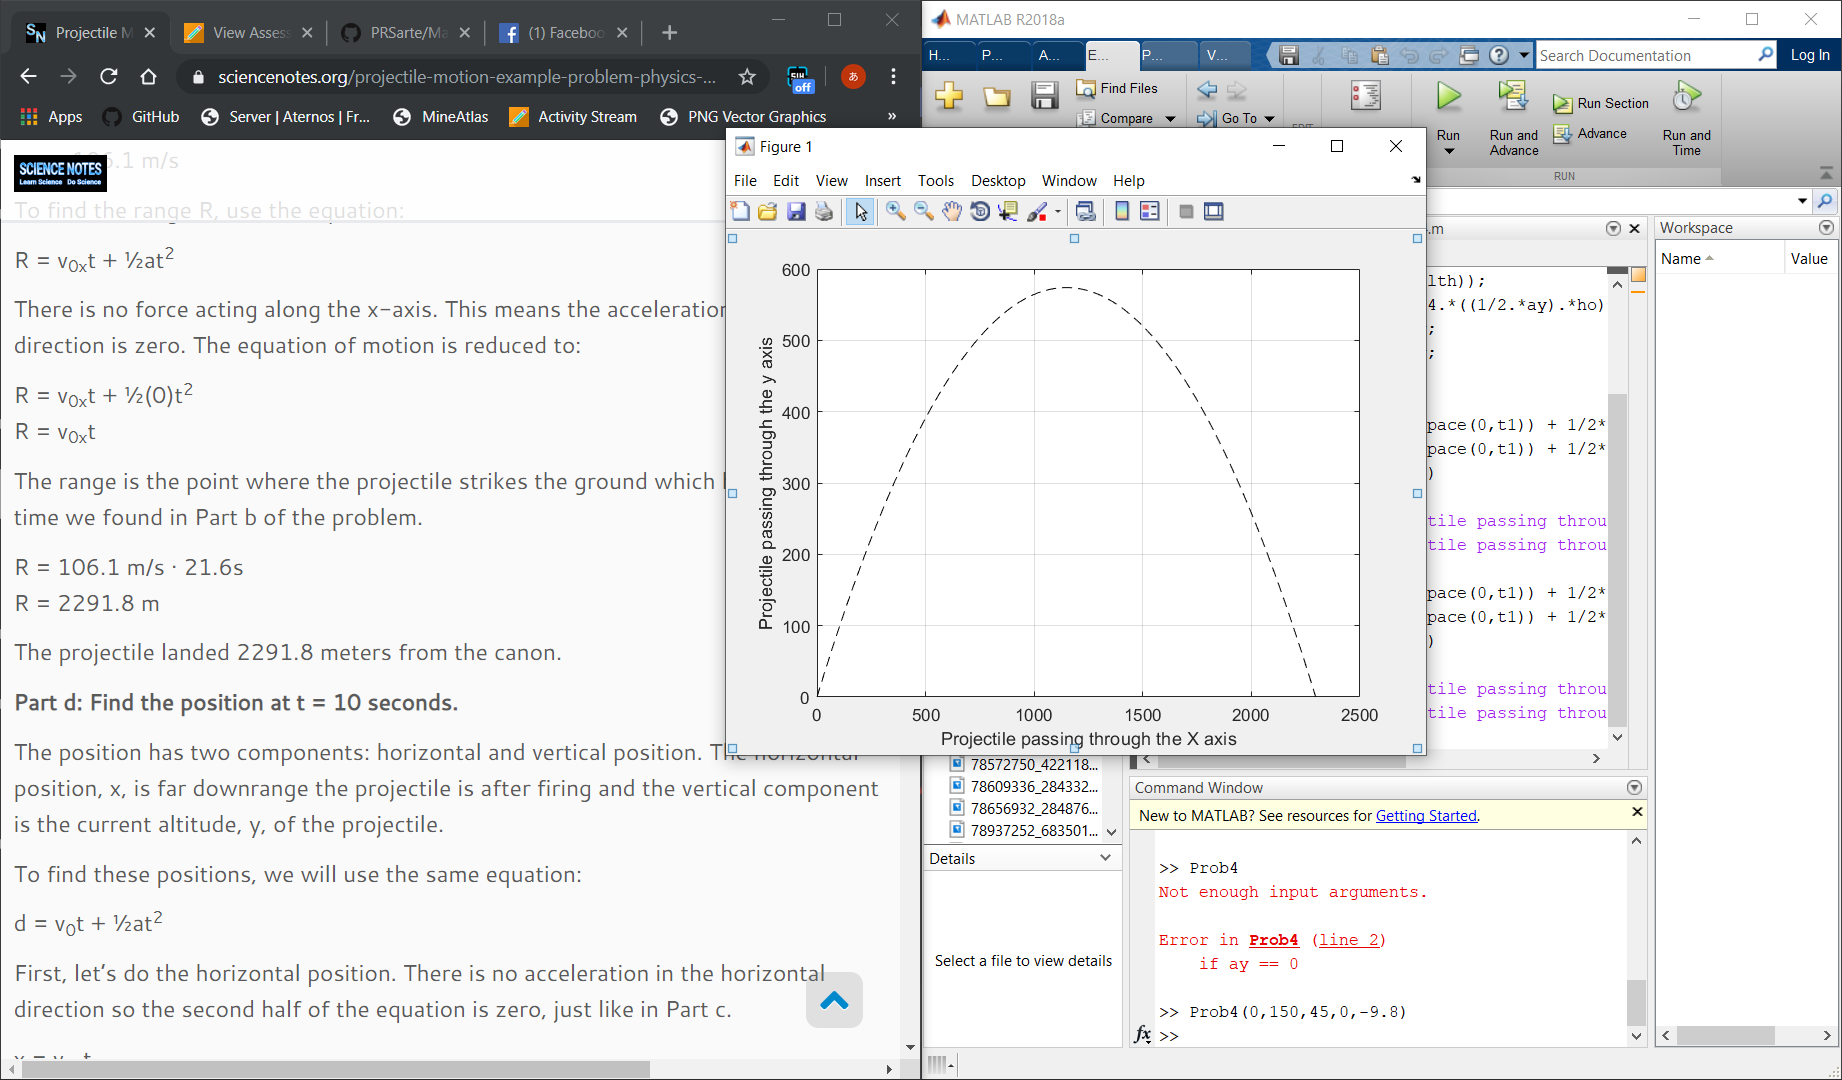 Projectile M
View Asses
PRSarte/Ma
(1) Faceboo
sciencenotes.org/projectile-motion-example-problem-physics-...
off
あ
Apps
GitHub
Server | Aternos | Fr...
MineAtlas
Activity Stream
PNG Vector Graphics
»
SCIENCE NOTES
Learn Science Do Science
106.1 m/s
To find the range R, use the equation:
R = v0xt + ½at2
There is no force acting along the x-axis. This means the acceleration
direction is zero. The equation of motion is reduced to:
R = v0xt + ½(0)t2
R = v0xt
The range is the point where the projectile strikes the ground which
time we found in Part b of the problem.
R = 106.1 m/s · 21.6s
R = 2291.8 m
The projectile landed 2291.8 meters from the canon.
Part d: Find the position at t = 10 seconds.
The position has two components: horizontal and vertical position. The horizontal
position, x, is far downrange the projectile is after firing and the vertical component
is the current altitude, y, of the projectile.
To find these positions, we will use the same equation:
d = v0t + ½at2
First, let's do the horizontal position. There is no acceleration in the horizontal
direction so the second half of the equation is zero, just like in Part c.
MATLAB R2018a
H...
P...
A...
E...
P...
V...
Search Documentation
Log In
Find Files
Compare
Go To
Run
Run and
Advance
Run Section
Advance
Run and
Time
RUN
Figure 1
File Edit View Insert Tools Desktop Window Help
600
500
400
300
200
100
0
0 500 1000 1500 2000 2500
Projectile passing through the y axis
Projectile passing through the X axis
.m
lth));
4.*((1/2.*ay).*ho)
;
;
pace(0,t1)) + 1/2*
pace(0,t1)) + 1/2*
)
tile passing throu
tile passing throu
pace(0,t1)) + 1/2*
pace(0,t1)) + 1/2*
)
tile passing throu
tile passing throu
Workspace
Name
Value
78572750_422118...
78609336_284332...
78656932_284876...
78937252_683501...
Details
Select a file to view details
Command Window
New to MATLAB? See resources for Getting Started.
>> Prob4
Not enough input arguments.
Error in Prob4 (line 2)
if ay == 0
>> Prob4(0,150,45,0,-9.8)
fx >>